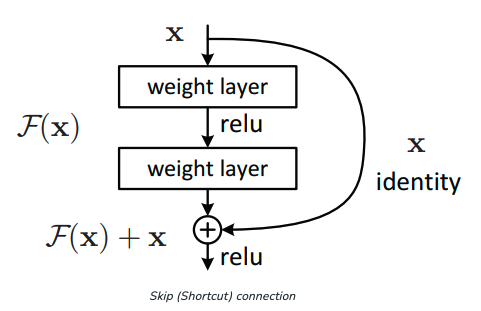 x
weight layer
relu
F(x)
weight layer
x
identity
F(x) + x
relu
Skip (Shortcut) connection